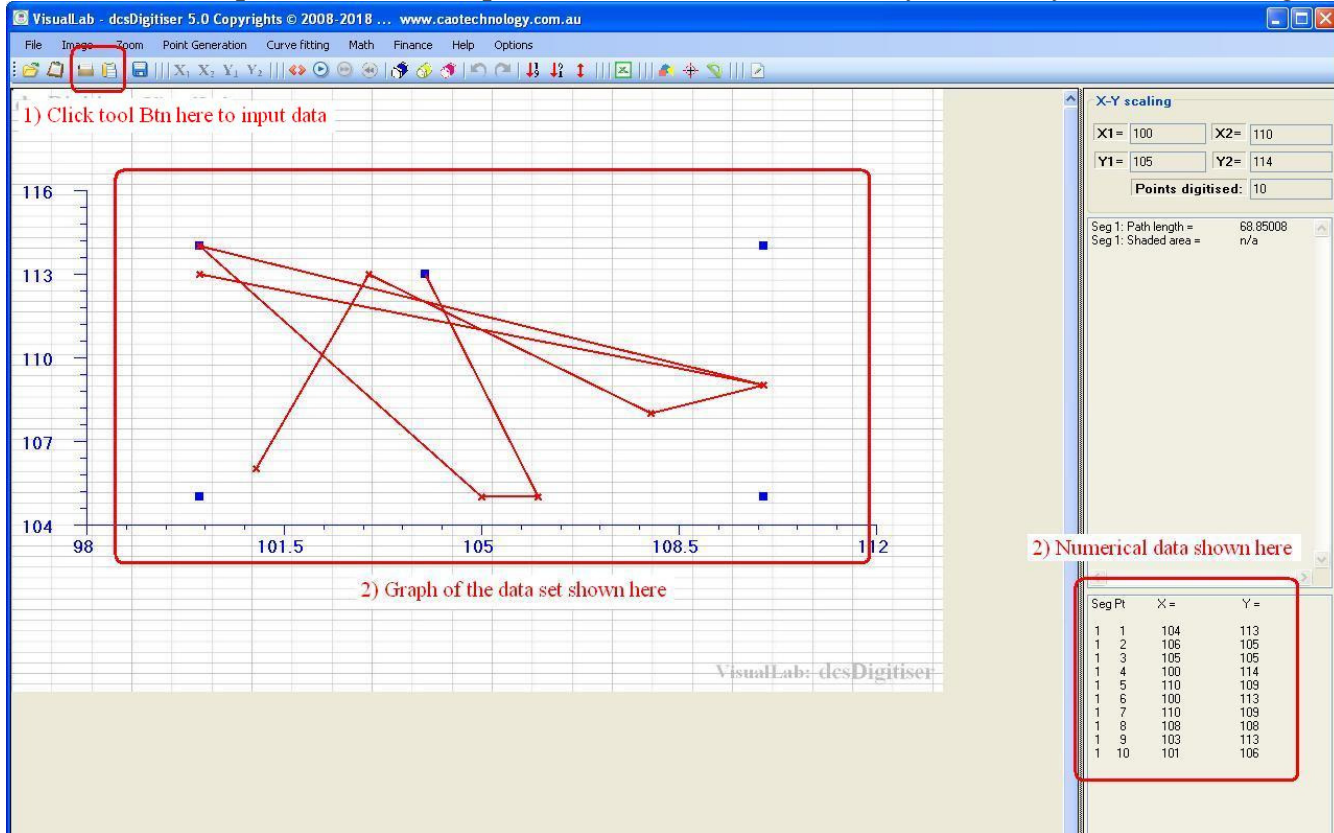 VisualLab - dcsDigitiser 5.0 Copyrights © 2008-2018 ... www.caotechnology.com.au
File Image Zoom Point Generation Curve fitting Math Finance Help Options
X1 X2 Y1 Y2
1) Click tool Btn here to input data
X-Y scaling
X1= 100 X2= 110
Y1= 105 Y2= 114
Points digitised: 10
Seg 1: Path length = 68.85008
Seg 1: Shaded area = n/a
116
113
110
107
104
98 101.5 105 108.5 112
2) Graph of the data set shown here
2) Numerical data shown here
VisualLab: dcsDigitiser
Seg Pt X = Y =
1 1 104 113
1 2 106 105
1 3 105 105
1 4 100 114
1 5 110 109
1 6 100 113
1 7 110 109
1 8 108 108
1 9 103 113
1 10 101 106